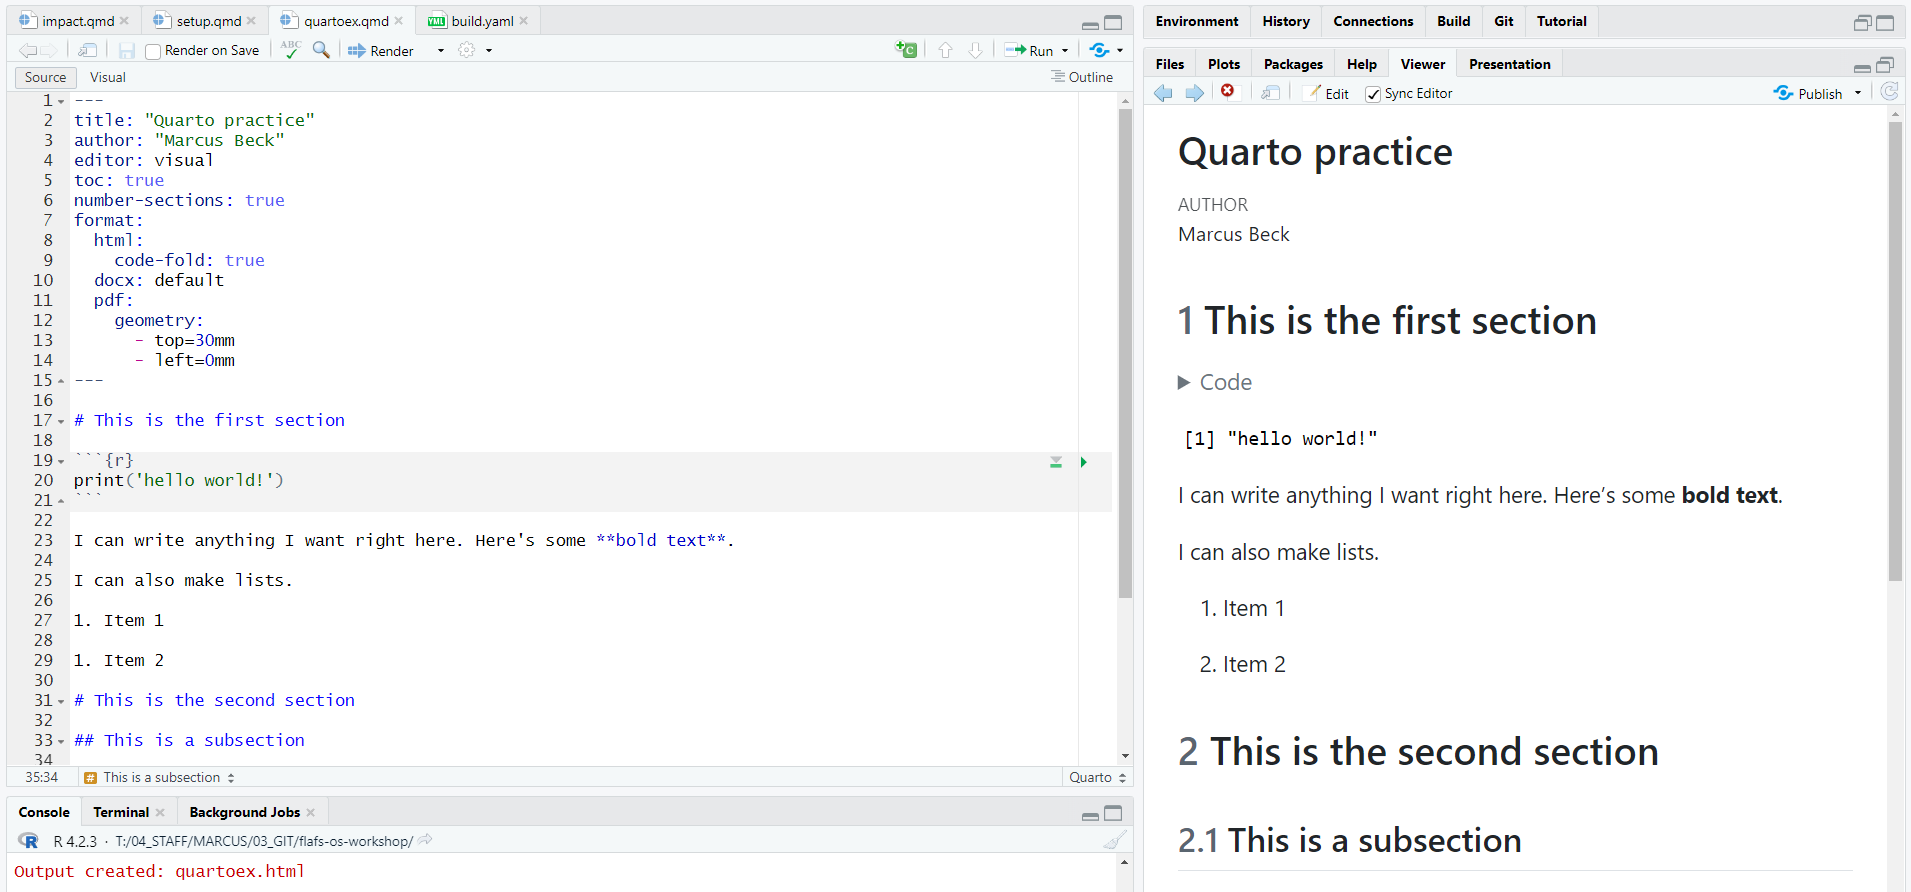 impact.qmd setup.qmd quartoex.qmd YML build.yaml
Render on Save ABC Render C Run
Source Visual Outline
1 ---
2 title: "Quarto practice"
3 author: "Marcus Beck"
4 editor: visual
5 toc: true
6 number-sections: true
7 format:
8   html:
9     code-fold: true
10   docx: default
11   pdf:
12     geometry:
13       - top=30mm
14       - left=0mm
15 ---
16
17 # This is the first section
18
19 ```{r}
20 print('hello world!')
21 ```
22
23 I can write anything I want right here. Here's some **bold text**.
24
25 I can also make lists.
26
27 1. Item 1
28
29 1. Item 2
30
31 # This is the second section
32
33 ## This is a subsection
34
35:34 # This is a subsection Quarto
Console Terminal Background Jobs
R R 4.2.3 · T:/04_STAFF/MARCUS/03_GIT/flafs-os-workshop/
Output created: quartoex.html
Environment History Connections Build Git Tutorial
Files Plots Packages Help Viewer Presentation
Edit Sync Editor Publish
Quarto practice
AUTHOR
Marcus Beck
1 This is the first section
Code
[1] "hello world!"
I can write anything I want right here. Here’s some bold text.
I can also make lists.
1. Item 1
2. Item 2
2 This is the second section
2.1 This is a subsection